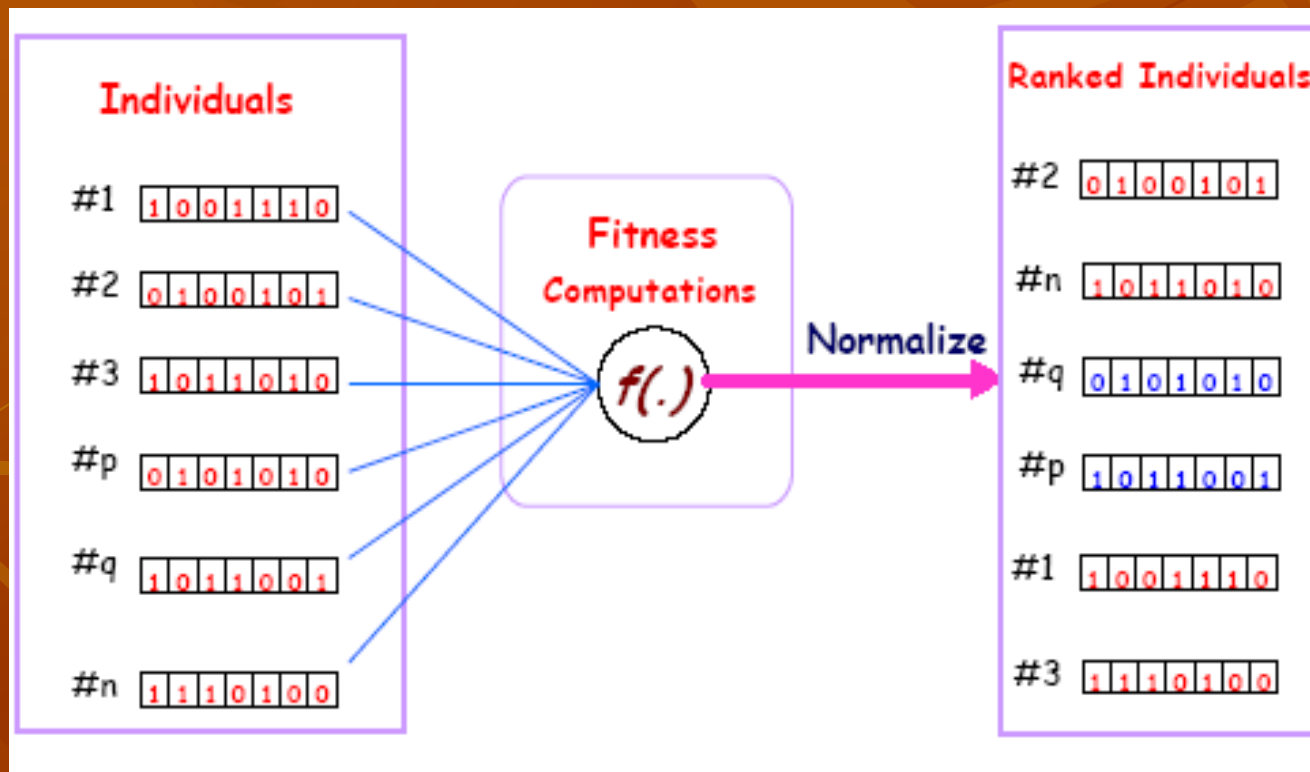 Individuals
#1 1 0 0 1 1 1 0
#2 0 1 0 0 1 0 1
#3 1 0 1 1 0 1 0
#p 0 1 0 1 0 1 0
#q 1 0 1 1 0 0 1
#n 1 1 1 0 1 0 0
Fitness
Computations
f(.)
Normalize
Ranked Individuals
#2 0 1 0 0 1 0 1
#n 1 0 1 1 0 1 0
#q 0 1 0 1 0 1 0
#p 1 0 1 1 0 0 1
#1 1 0 0 1 1 1 0
#3 1 1 1 0 1 0 0